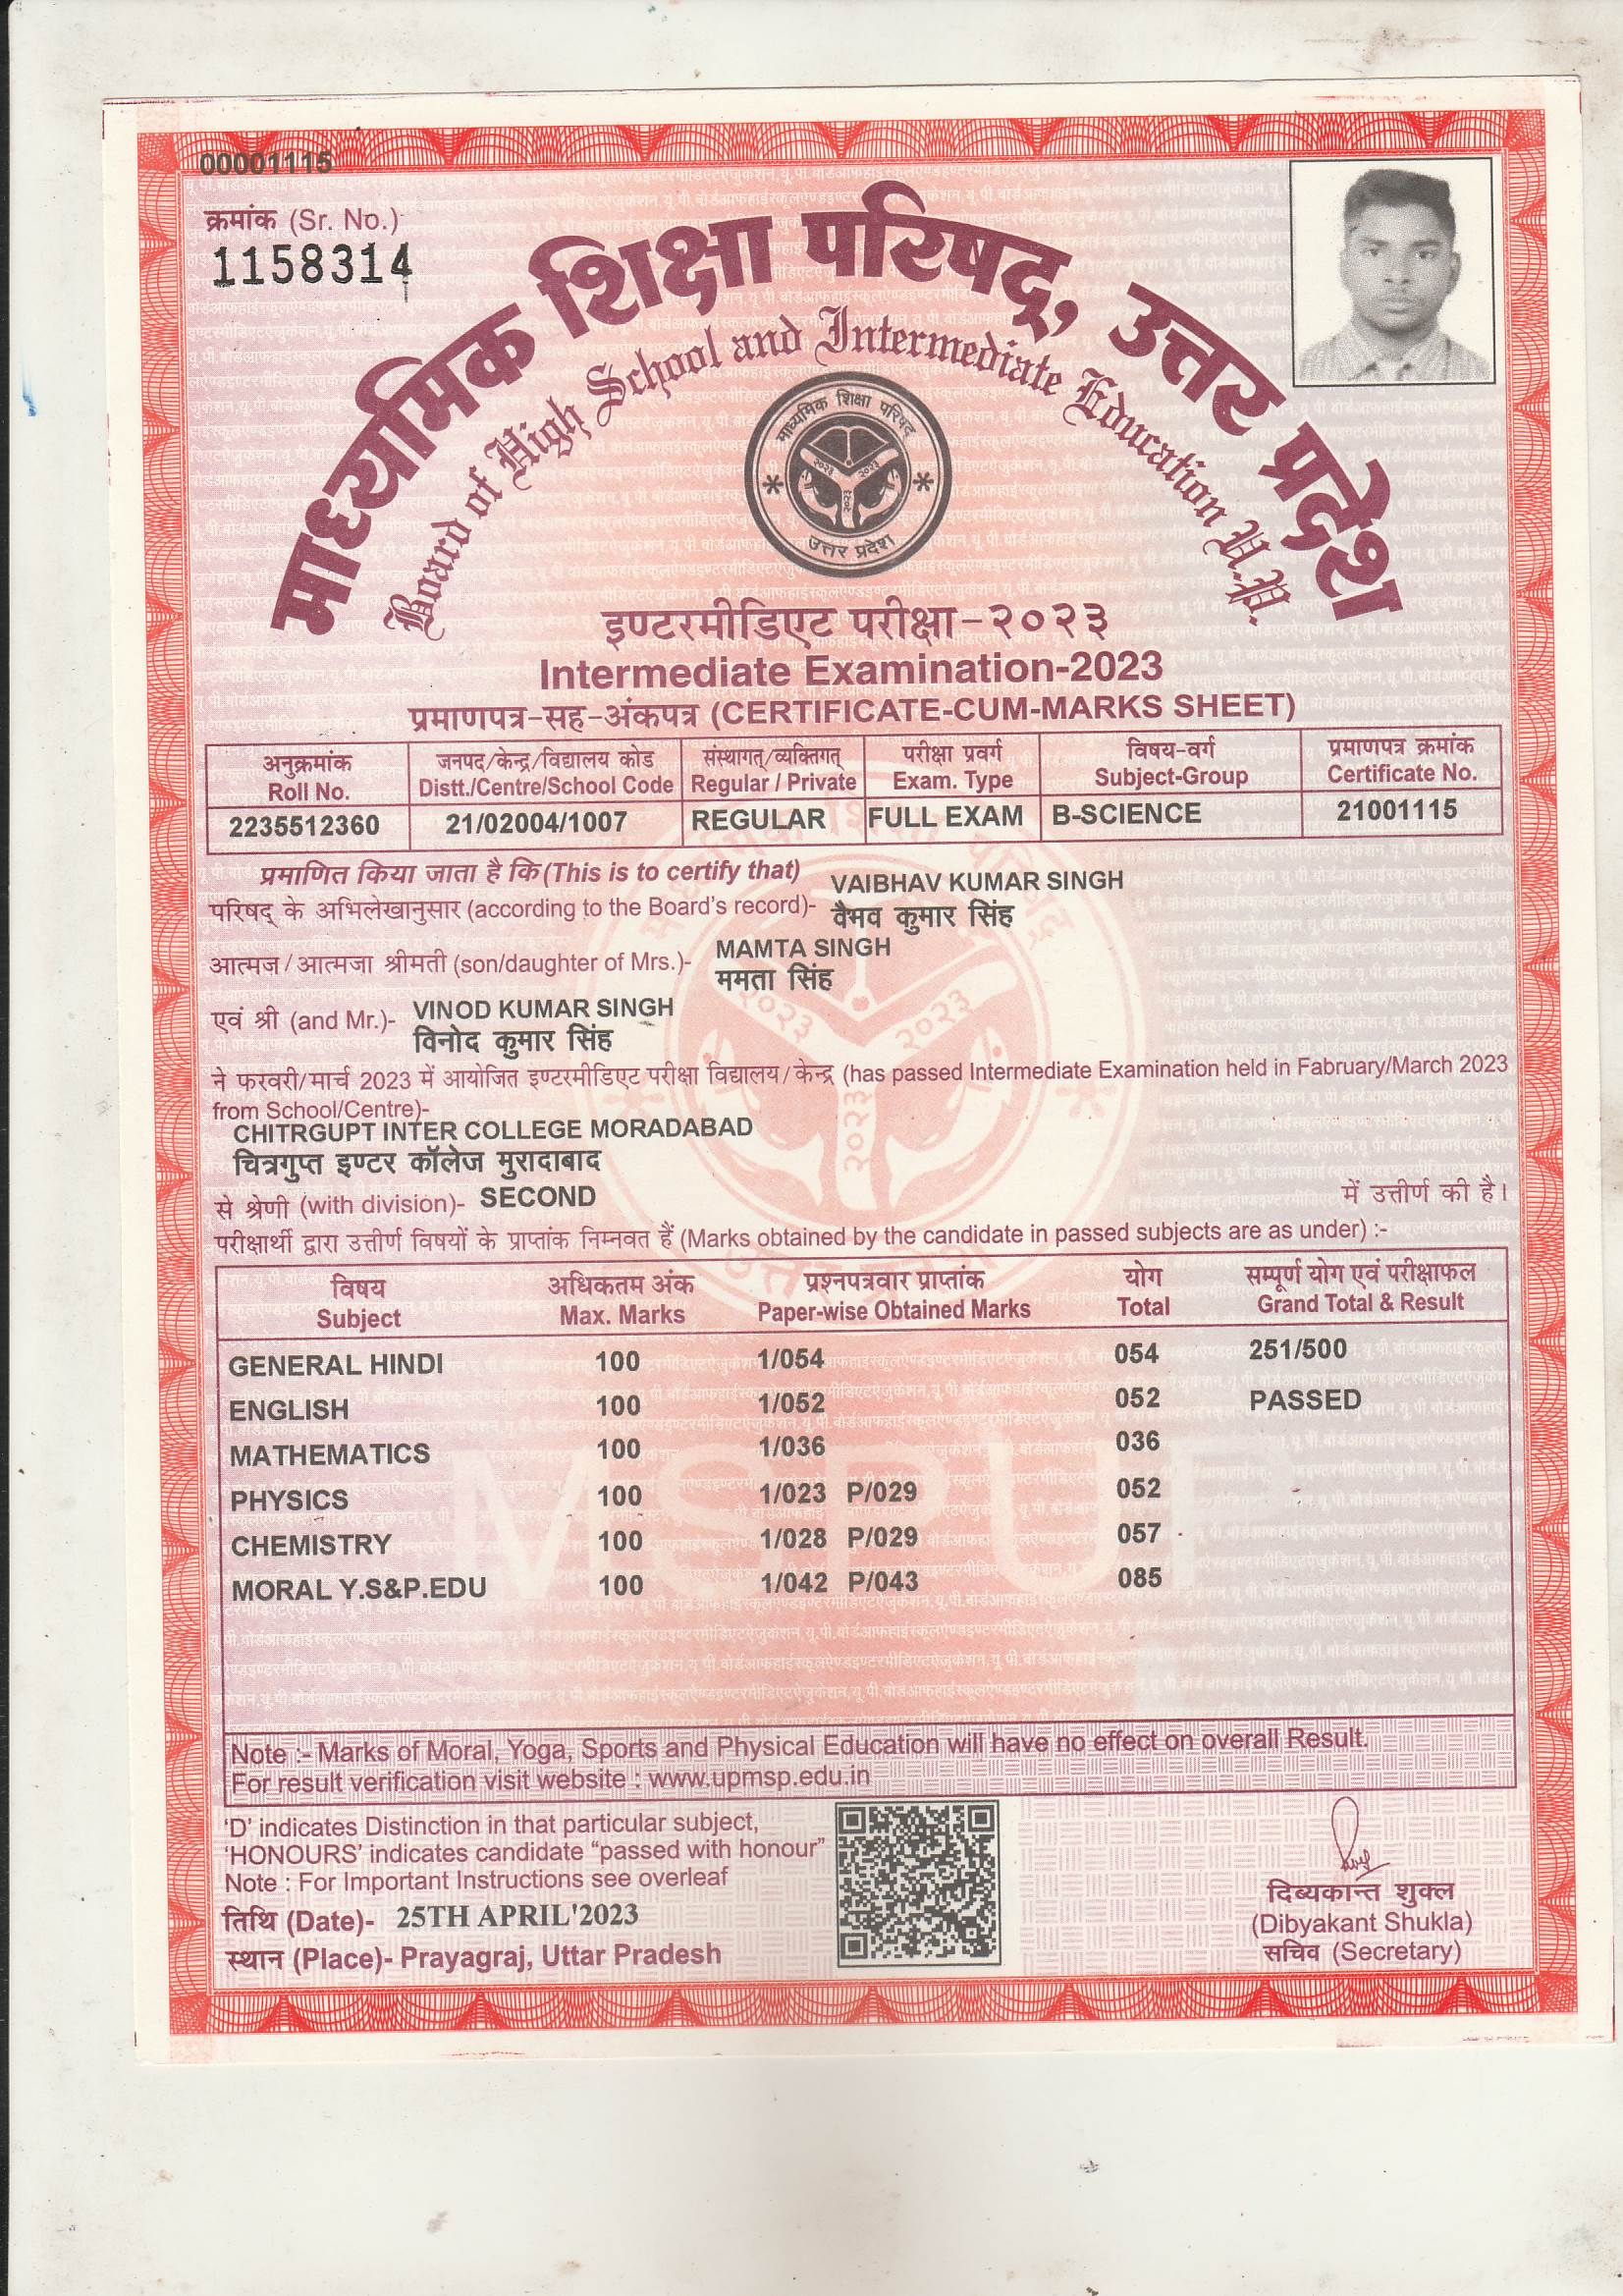 00001115
क्रमांक (Sr. No.)
1158314
माध्यमिक शिक्षा परिषद्, उत्तर प्रदेश
Board of High School and Intermediate Education U.P.
माध्यमिक शिक्षा परिषद्
२०२३ २०२३
२०२३
उत्तर प्रदेश
इण्टरमीडिएट परीक्षा-२०२३
Intermediate Examination-2023
प्रमाणपत्र-सह-अंकपत्र (CERTIFICATE-CUM-MARKS SHEET)
अनुक्रमांक जनपद/केन्द्र/विद्यालय कोड संस्थागत्/व्यक्तिगत् परीक्षा प्रवर्ग विषय-वर्ग प्रमाणपत्र क्रमांक
Roll No. Distt./Centre/School Code Regular / Private Exam. Type Subject-Group Certificate No.
2235512360 21/02004/1007 REGULAR FULL EXAM B-SCIENCE 21001115
प्रमाणित किया जाता है कि (This is to certify that)
परिषद् के अभिलेखानुसार (according to the Board's record)- VAIBHAV KUMAR SINGH
वैभव कुमार सिंह
आत्मज/आत्मजा श्रीमती (son/daughter of Mrs.)- MAMTA SINGH
ममता सिंह
एवं श्री (and Mr.)- VINOD KUMAR SINGH
विनोद कुमार सिंह
ने फरवरी/मार्च 2023 में आयोजित इण्टरमीडिएट परीक्षा विद्यालय/केन्द्र (has passed Intermediate Examination held in Fabruary/March 2023
from School/Centre)-
CHITRGUPT INTER COLLEGE MORADABAD
चित्रगुप्त इण्टर कॉलेज मुरादाबाद
से श्रेणी (with division)- SECOND में उत्तीर्ण की है।
परीक्षार्थी द्वारा उत्तीर्ण विषयों के प्राप्तांक निम्नवत हैं (Marks obtained by the candidate in passed subjects are as under) :-
विषय अधिकतम अंक प्रश्नपत्रवार प्राप्तांक योग सम्पूर्ण योग एवं परीक्षाफल
Subject Max. Marks Paper-wise Obtained Marks Total Grand Total & Result
GENERAL HINDI 100 1/054 054 251/500
ENGLISH 100 1/052 052 PASSED
MATHEMATICS 100 1/036 036
PHYSICS 100 1/023 P/029 052
CHEMISTRY 100 1/028 P/029 057
MORAL Y.S&P.EDU 100 1/042 P/043 085
Note :- Marks of Moral, Yoga, Sports and Physical Education will have no effect on overall Result.
For result verification visit website : www.upmsp.edu.in
'D' indicates Distinction in that particular subject,
'HONOURS' indicates candidate "passed with honour"
Note : For Important Instructions see overleaf
तिथि (Date)- 25TH APRIL'2023
स्थान (Place)- Prayagraj, Uttar Pradesh
दिव्यकान्त शुक्ल
(Dibyakant Shukla)
सचिव (Secretary)